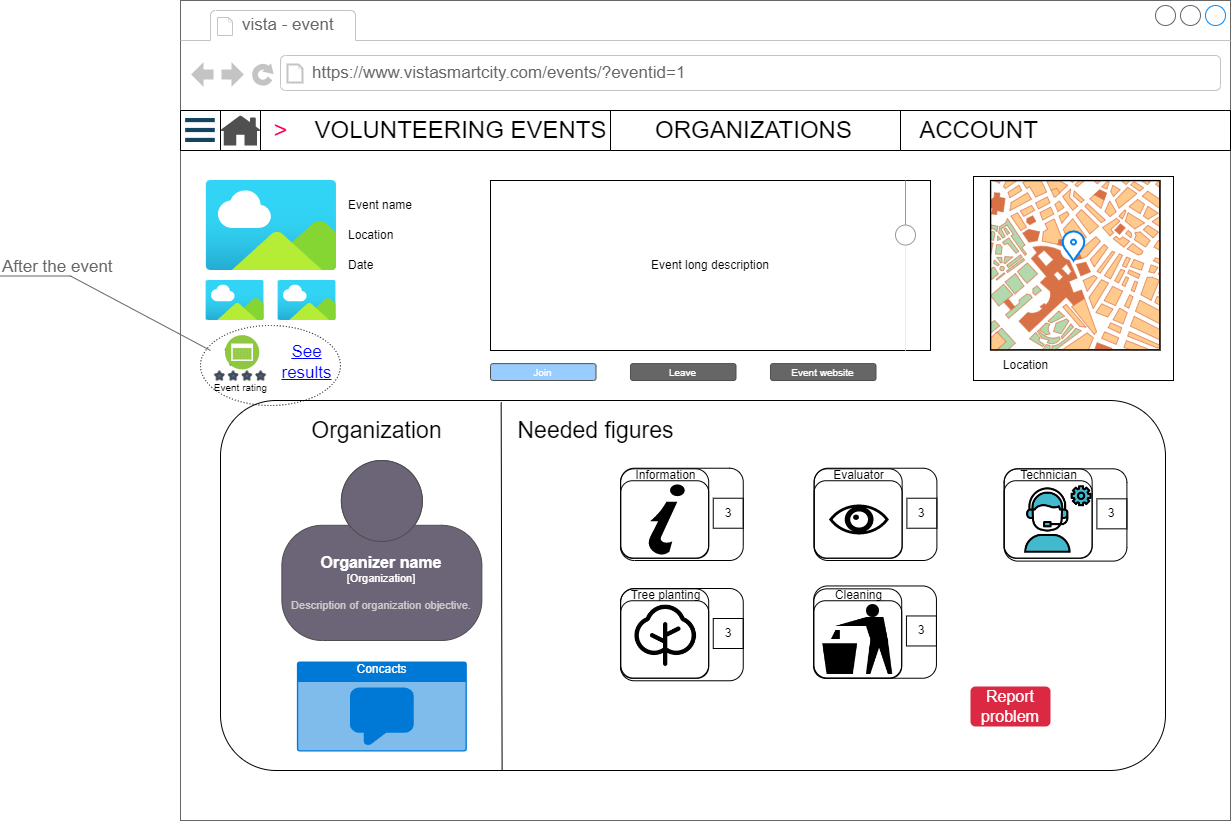 vista - event
https://www.vistasmartcity.com/events/?eventid=1
> VOLUNTEERING EVENTS ORGANIZATIONS ACCOUNT
Event name
Location
Date
Event long description
After the event
See
results
Event rating
Join
Leave
Event website
Location
Organization
Organizer name
[Organization]
Description of organization objective.
Concacts
Needed figures
Information
3
Evaluator
3
Technician
3
Tree planting
3
Cleaning
3
Report
problem